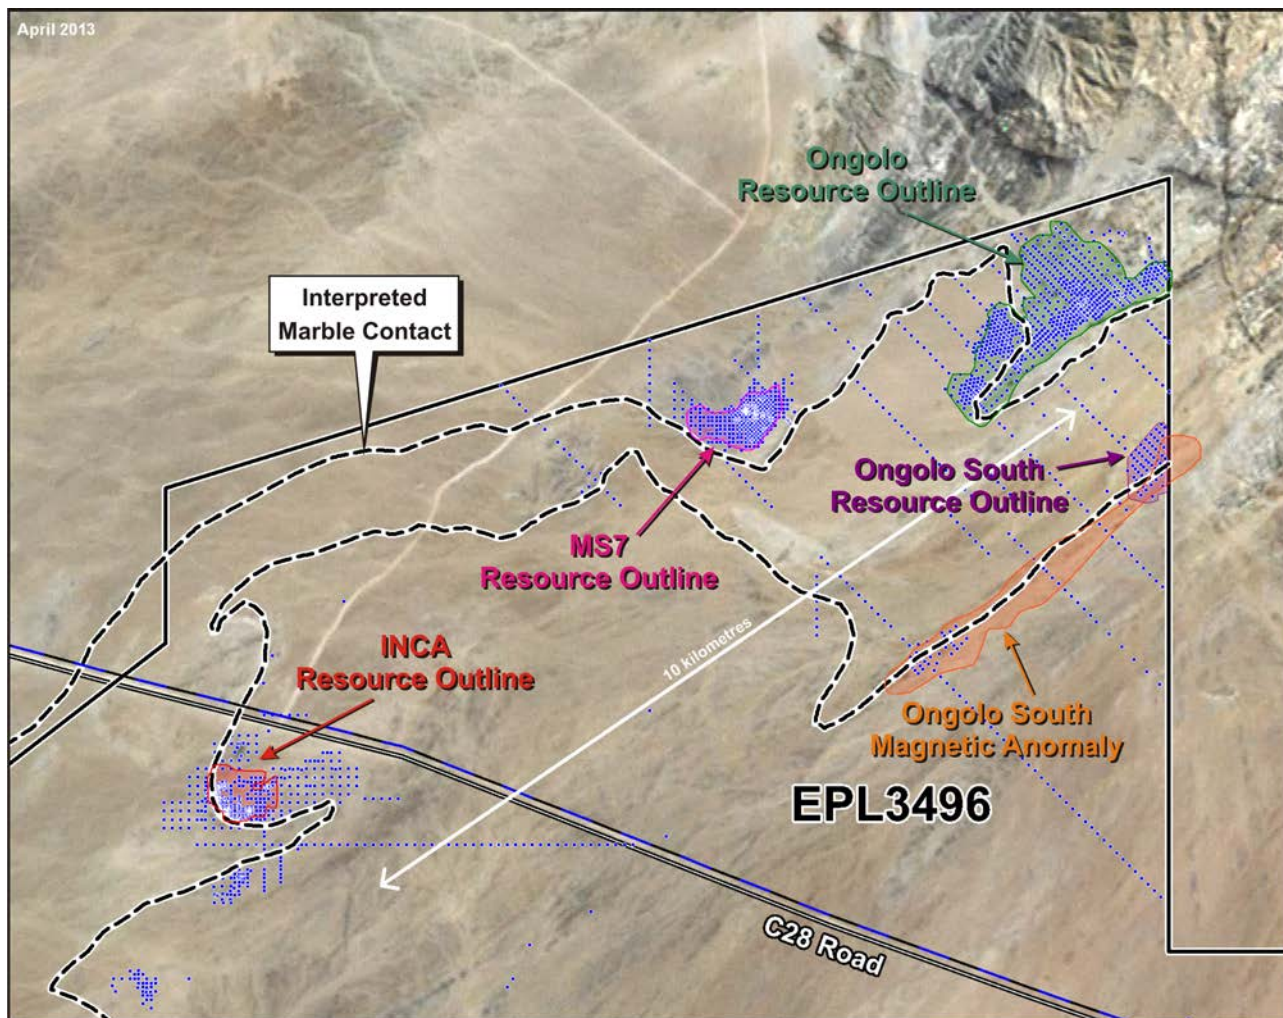 April 2013
Ongolo
Resource Outline
Interpreted
Marble Contact
Ongolo South
Resource Outline
MS7
Resource Outline
INCA
Resource Outline
10 kilometres
Ongolo South
Magnetic Anomaly
EPL3496
C28 Road